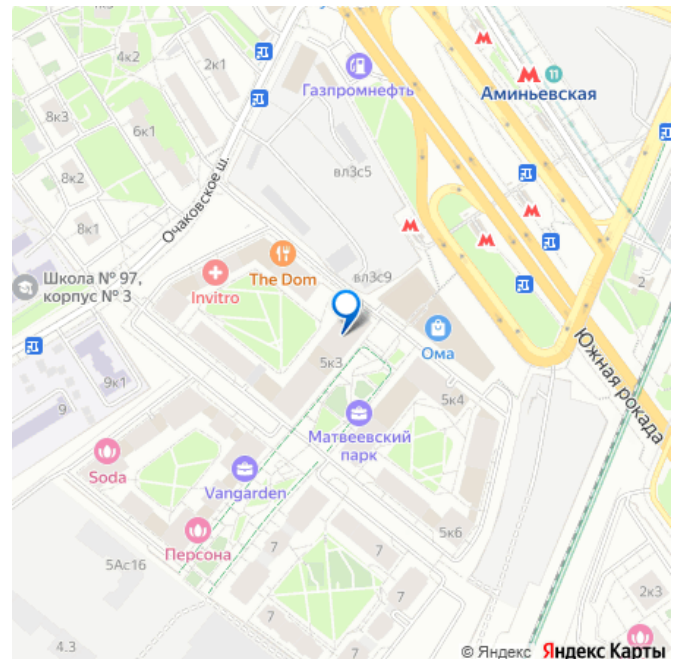 4к2
2к1
Газпромнефть
11
Аминьевская
8к3
6к1
вл3с5
8к2
Очаковское ш.
8к1
The Dom
вл3с9
2
Школа № 97,
корпус № 3
Invitro
Ома
5к3
Южная рокада
9к1
9
5к4
Матвеевский
парк
Soda
Vangarden
Персона
5к6
7
7
7
7
5Ас16
2к3
4.3
© Яндекс Яндекс Карты